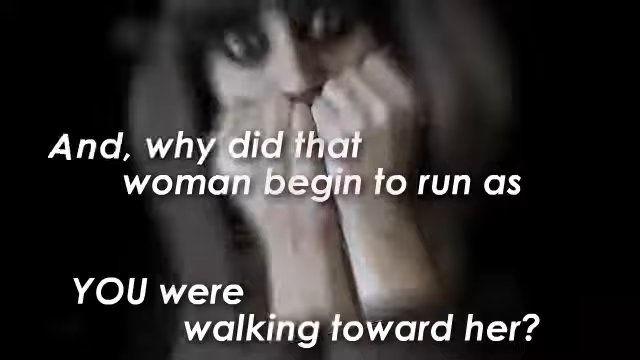 And, why did that
woman begin to run as
YOU were
walking toward her?